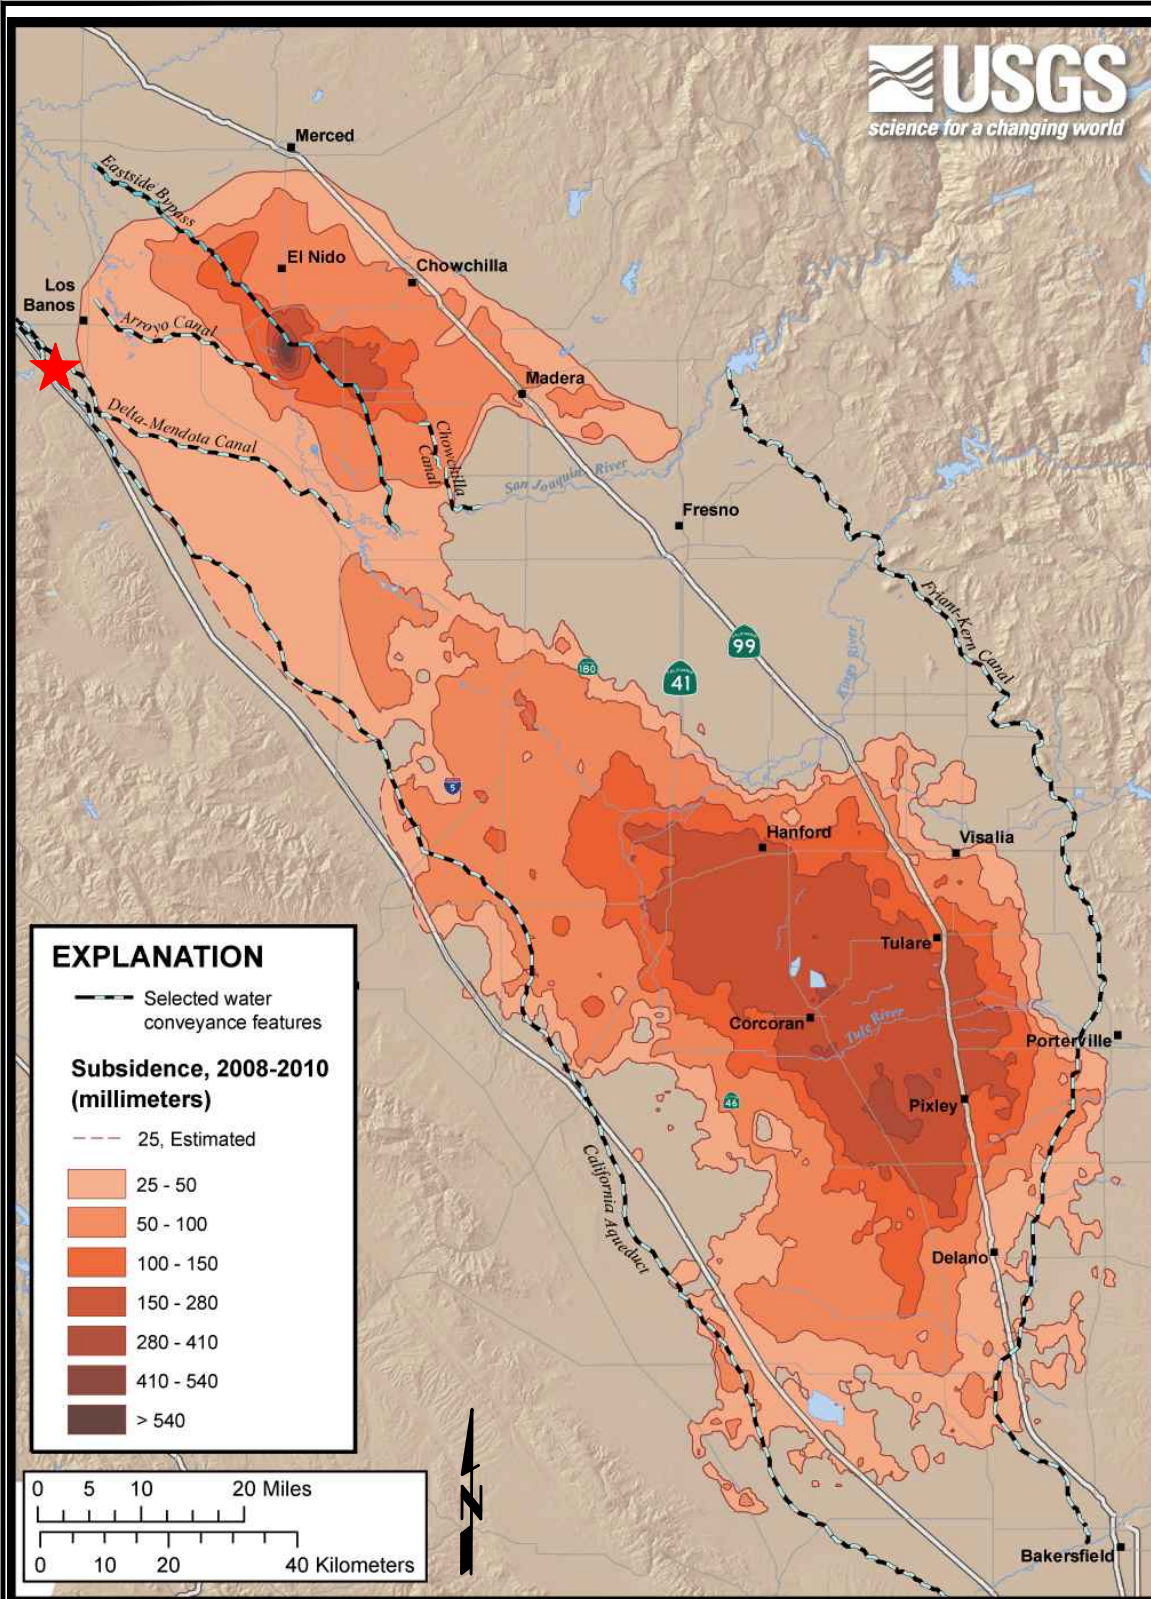 USGS
science for a changing world
Merced
Eastside Bypass
El Nido
Chowchilla
Los
Banos
Arroyo Canal
Madera
Delta-Mendota Canal
Chowchilla
Canal
San Joaquin River
Fresno
Friant-Kern Canal
CALIFORNIA
99
180
CALIFORNIA
41
Kings River
5
Hanford
Visalia
Tulare
Corcoran
Tule River
Porterville
46
Pixley
California Aqueduct
Delano
Bakersfield
EXPLANATION
Selected water
conveyance features
Subsidence, 2008-2010
(millimeters)
25, Estimated
25 - 50
50 - 100
100 - 150
150 - 280
280 - 410
410 - 540
> 540
0 5 10 20 Miles
0 10 20 40 Kilometers
N